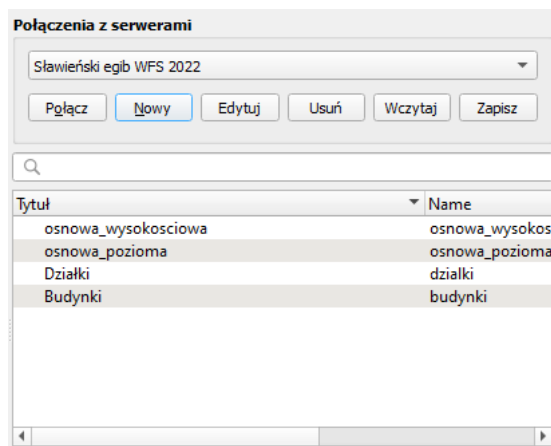 Połączenia z serwerami
Sławieński egib WFS 2022
Połącz Nowy Edytuj Usuń Wczytaj Zapisz
Tytuł Name
osnowa_wysokosciowa osnowa_wysokos
osnowa_pozioma osnowa_pozioma
Działki dzialki
Budynki budynki